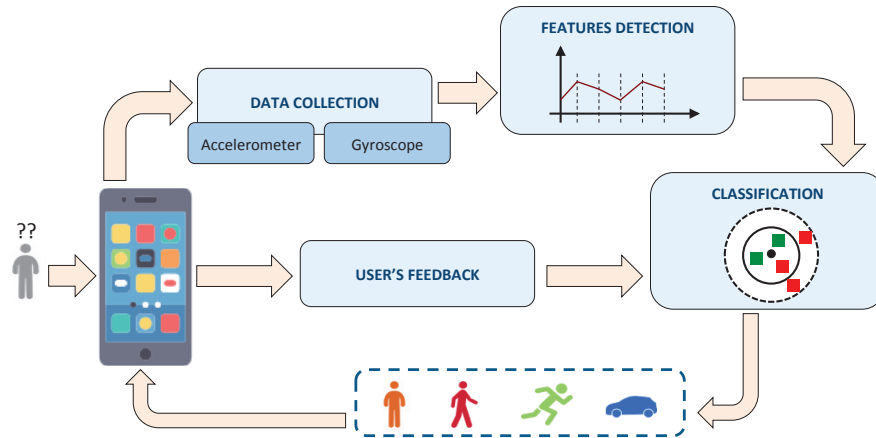 FEATURES DETECTION
DATA COLLECTION
Accelerometer
Gyroscope
CLASSIFICATION
??
USER'S FEEDBACK